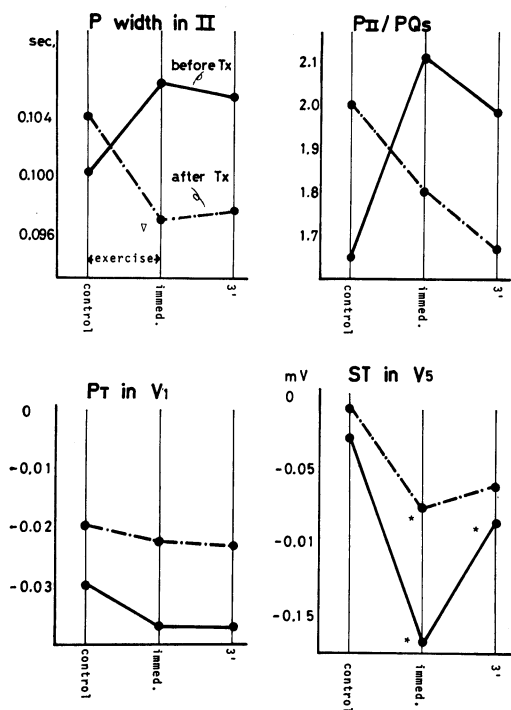 P width in II
sec,
before Tx
0.104
0.100
after Tx
0.096
∇
exercise
control
immed.
3'
PII/PQs
2.1
2.0
1.9
1.8
1.7
control
immed.
3'
PT in V1
0
-0.01
-0.02
-0.03
control
immed.
3'
ST in V5
mV
0
-0.05
-0.01
-0.15
*
*
*
control
immed.
3'